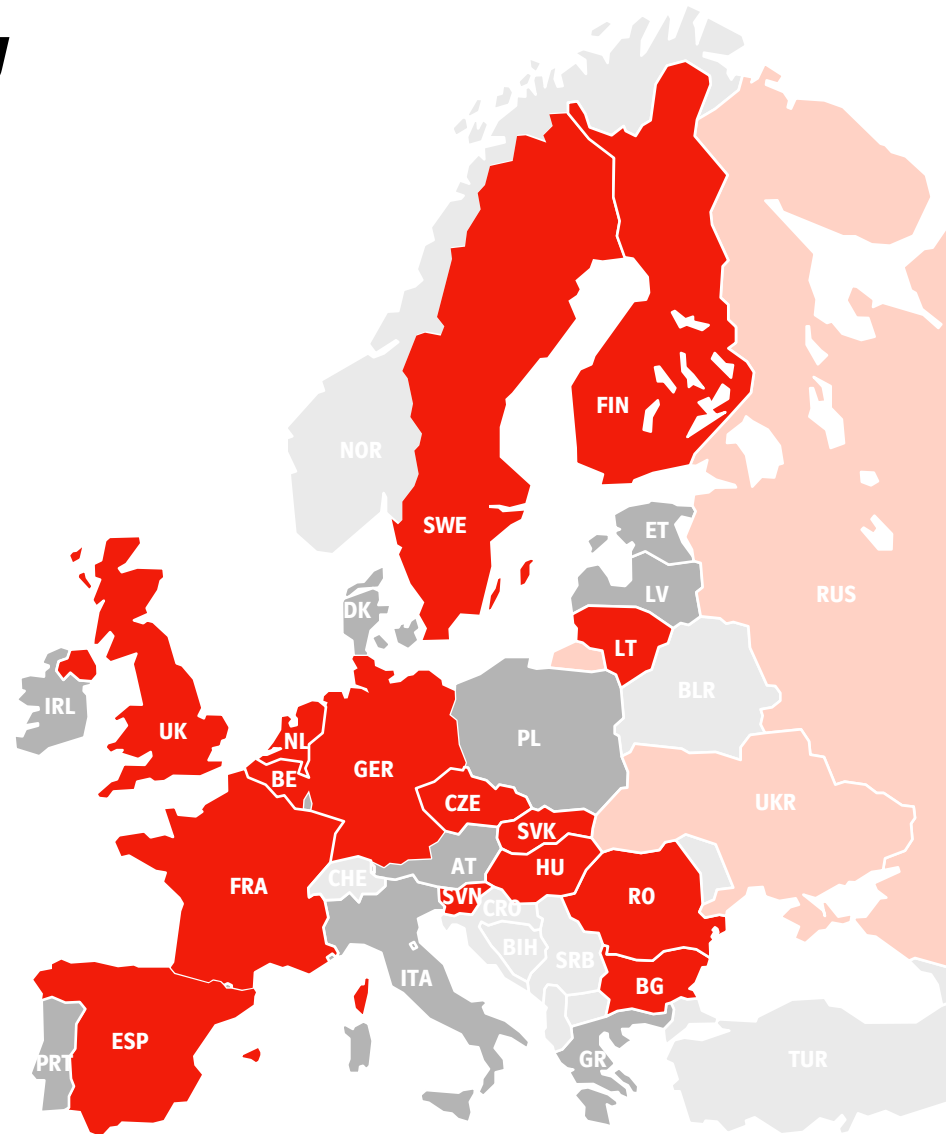 FIN
NOR
SWE
ET
DK
LV
RUS
LT
IRL
BLR
UK
NL
PL
GER
BE
CZE
UKR
SVK
AT
HU
CHE
FRA
SVN
RO
CRO
BIH
SRB
ITA
BG
ESP
PRT
GR
TUR